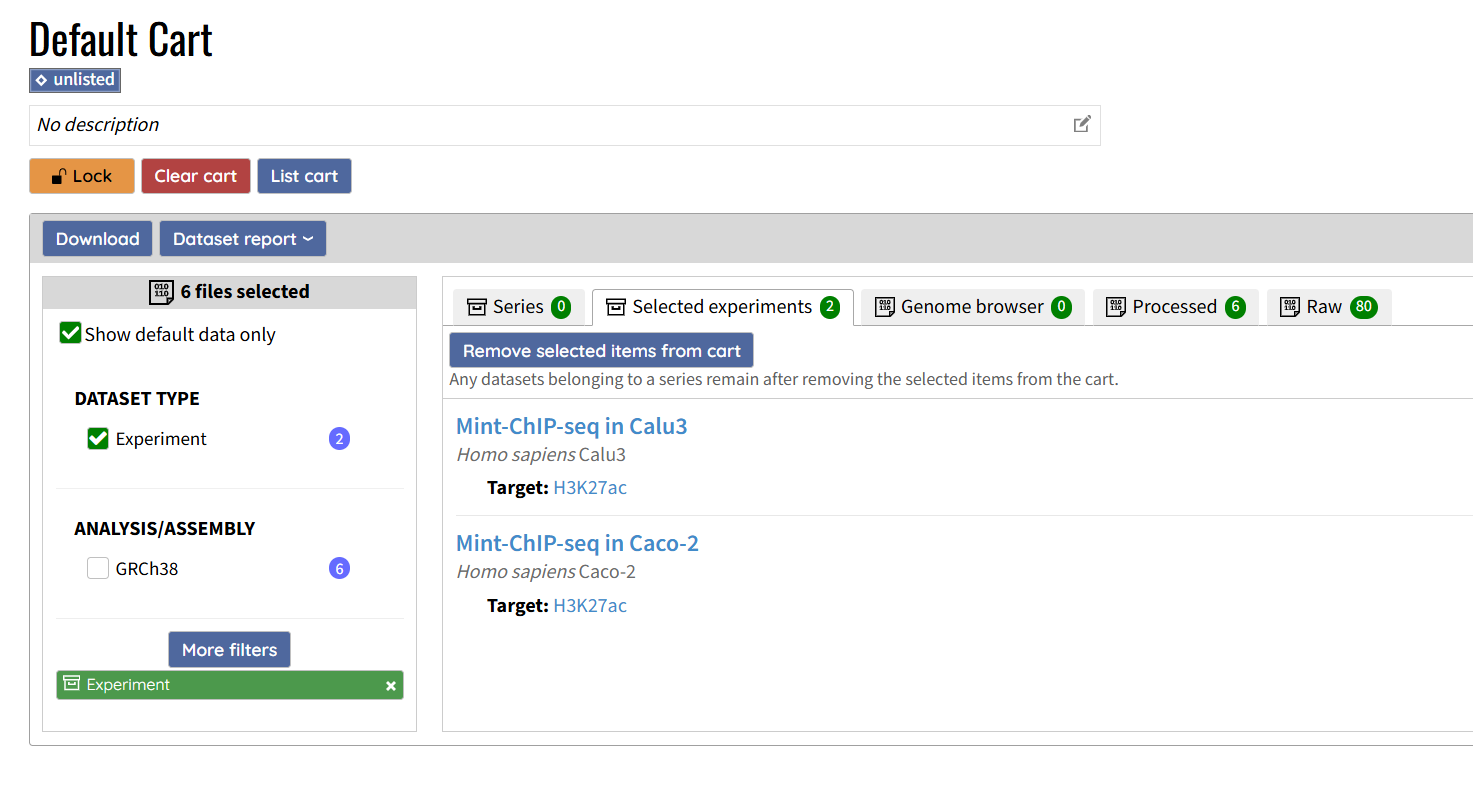 Default Cart
unlisted
No description
Lock Clear cart List cart
Download Dataset report
6 files selected
Show default data only
DATASET TYPE
Experiment 2
ANALYSIS/ASSEMBLY
GRCh38 6
More filters
Experiment
Series 0 Selected experiments 2 Genome browser 0 Processed 6 Raw 80
Remove selected items from cart
Any datasets belonging to a series remain after removing the selected items from the cart.
Mint-ChIP-seq in Calu3
Homo sapiens Calu3
Target: H3K27ac
Mint-ChIP-seq in Caco-2
Homo sapiens Caco-2
Target: H3K27ac